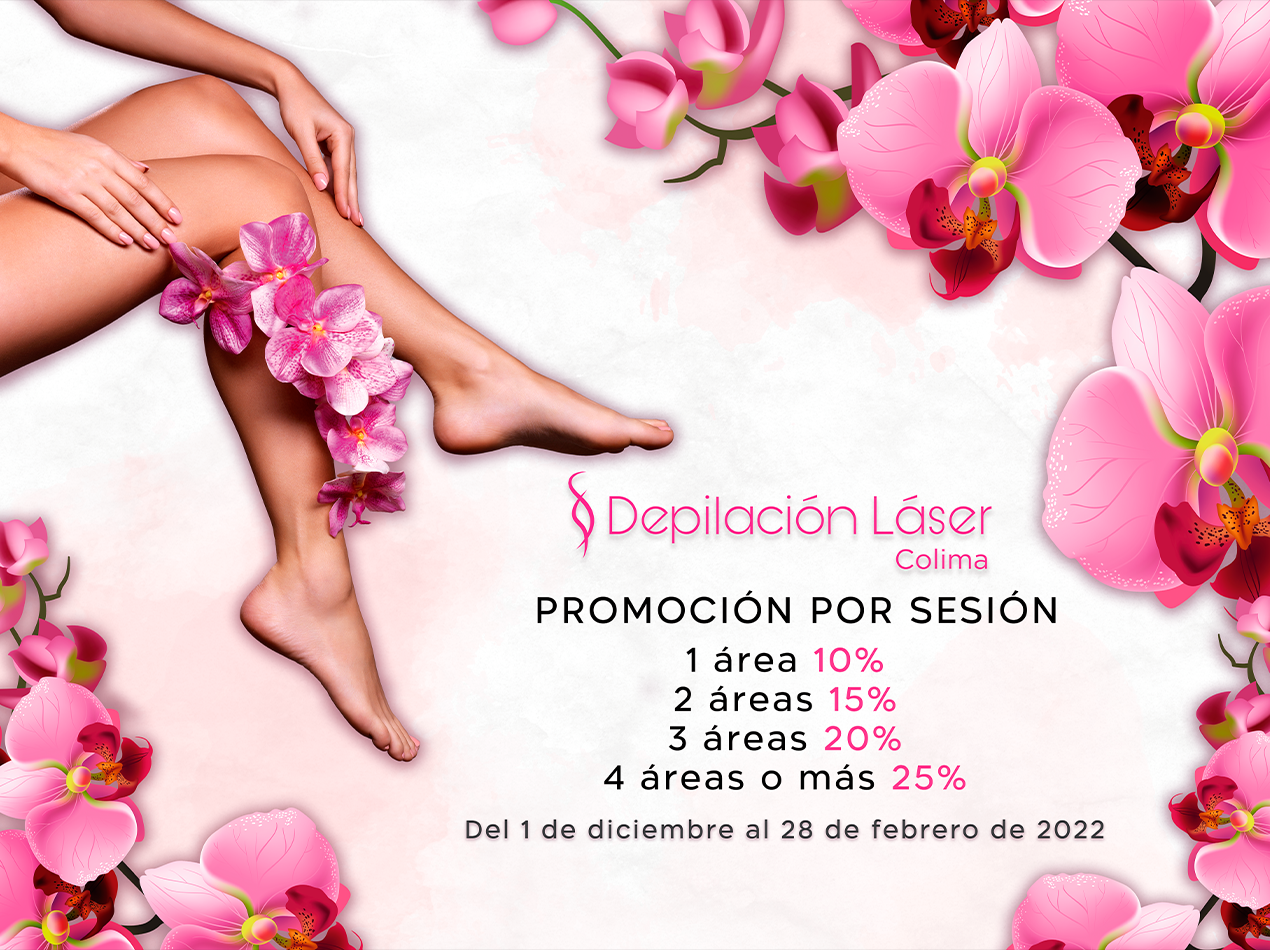 Depilación Láser
Colima
PROMOCIÓN POR SESIÓN
1 área 10%
2 áreas 15%
3 áreas 20%
4 áreas o más 25%
Del 1 de diciembre al 28 de febrero de 2022